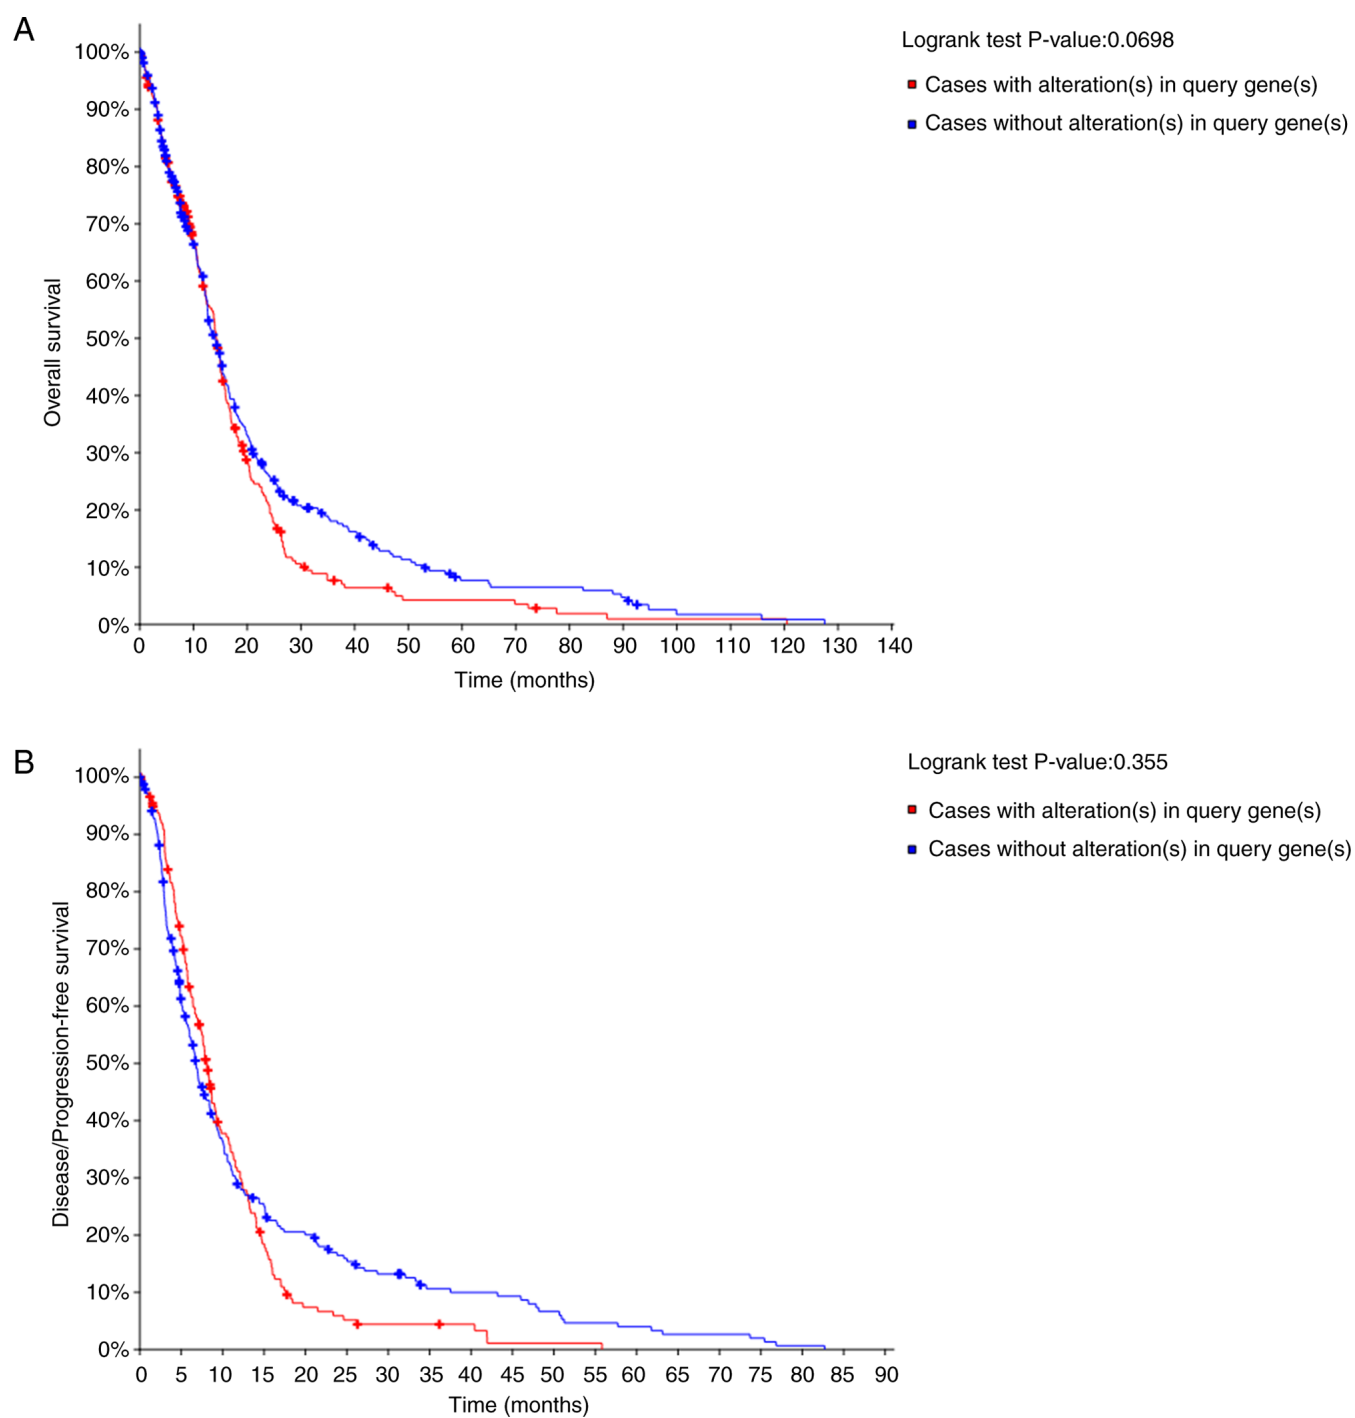 A
Logrank test P-value:0.0698
Cases with alteration(s) in query gene(s)
Cases without alteration(s) in query gene(s)
Overall survival
100%
90%
80%
70%
60%
50%
40%
30%
20%
10%
0%
0 10 20 30 40 50 60 70 80 90 100 110 120 130 140
Time (months)
B
Logrank test P-value:0.355
Cases with alteration(s) in query gene(s)
Cases without alteration(s) in query gene(s)
Disease/Progression-free survival
100%
90%
80%
70%
60%
50%
40%
30%
20%
10%
0%
0 5 10 15 20 25 30 35 40 45 50 55 60 65 70 75 80 85 90
Time (months)